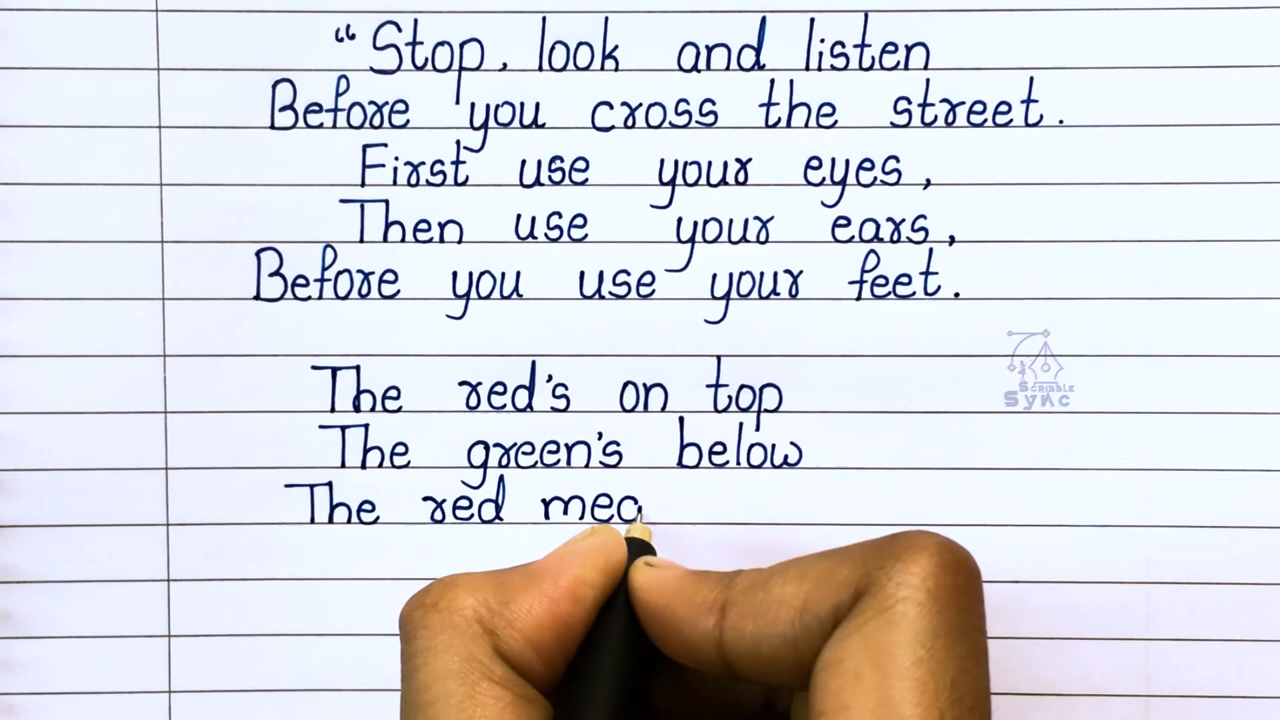 “Stop, look and listen
Before you cross the street.
First use your eyes,
Then use your ears,
Before you use your feet.
The red's on top
The green's below
The red mea
SCRIBBLE
Sync